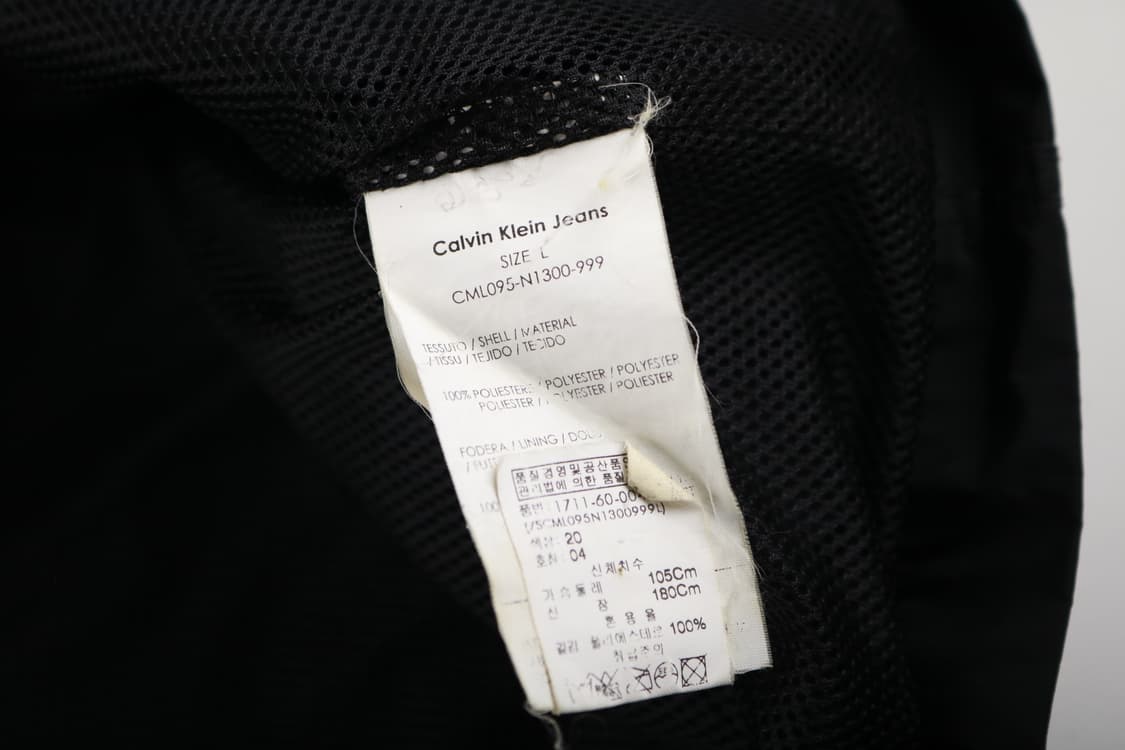 Calvin Klein Jeans
SIZE L
CML095-N1300-999
TESSUTO / SHELL / MATERIAL
/ TISSU / TEJIDO / TECIDO
100% POLIESTERE / POLYESTER / POLYESTER
POLIESTER / POLYESTER / POLIESTER
FODERA / LINING /
100
품질경영및공산품안
관리법에 의한 품질
품번: 1711-60-00
(/5CML095N1300999L)
색상: 20
호칭: 04
신체치수
가슴둘레 105Cm
신 장 180Cm
혼용율
겉감 폴리에스테르 100%
취급주의